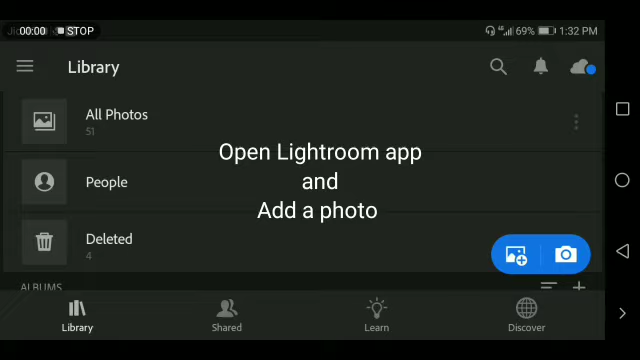 00:00 STOP
69% 1:32 PM
Library
All Photos
51
Open Lightroom app
and
People
Add a photo
Deleted
4
ALBUMS
Library
Shared
Learn
Discover